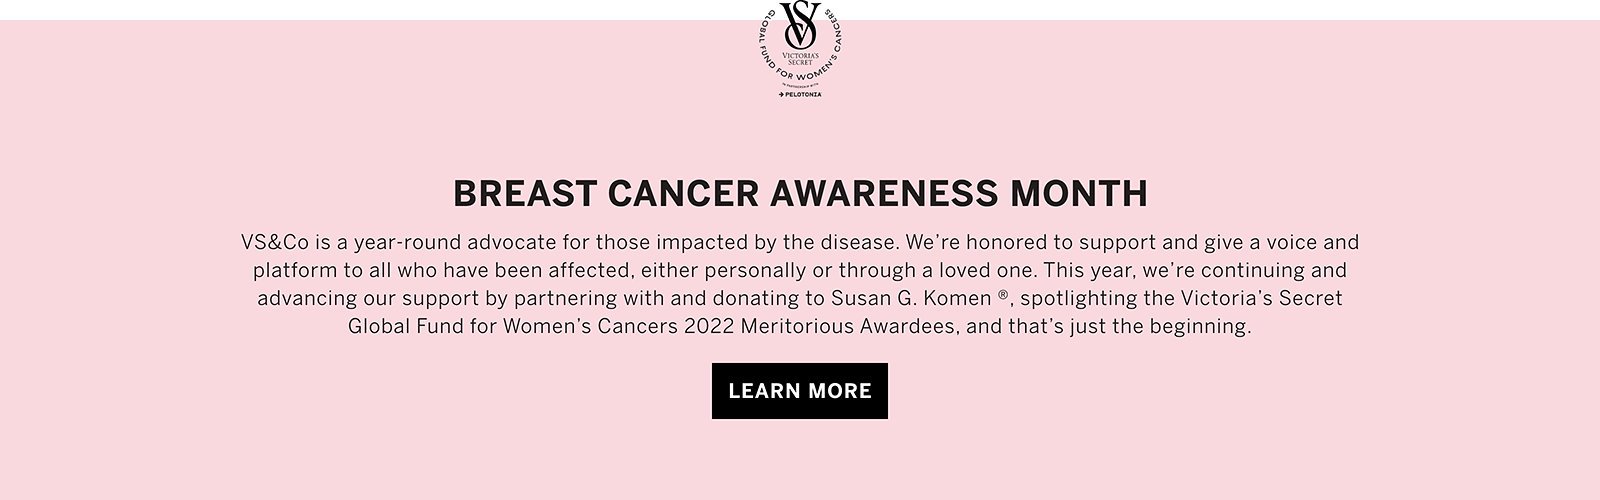 VS
GLOBAL FUND FOR WOMEN'S CANCERS
VICTORIA'S
SECRET
IN PARTNERSHIP WITH
PELOTONIA
BREAST CANCER AWARENESS MONTH
VS&Co is a year-round advocate for those impacted by the disease. We’re honored to support and give a voice and
platform to all who have been affected, either personally or through a loved one. This year, we’re continuing and
advancing our support by partnering with and donating to Susan G. Komen ®, spotlighting the Victoria’s Secret
Global Fund for Women’s Cancers 2022 Meritorious Awardees, and that’s just the beginning.
LEARN MORE